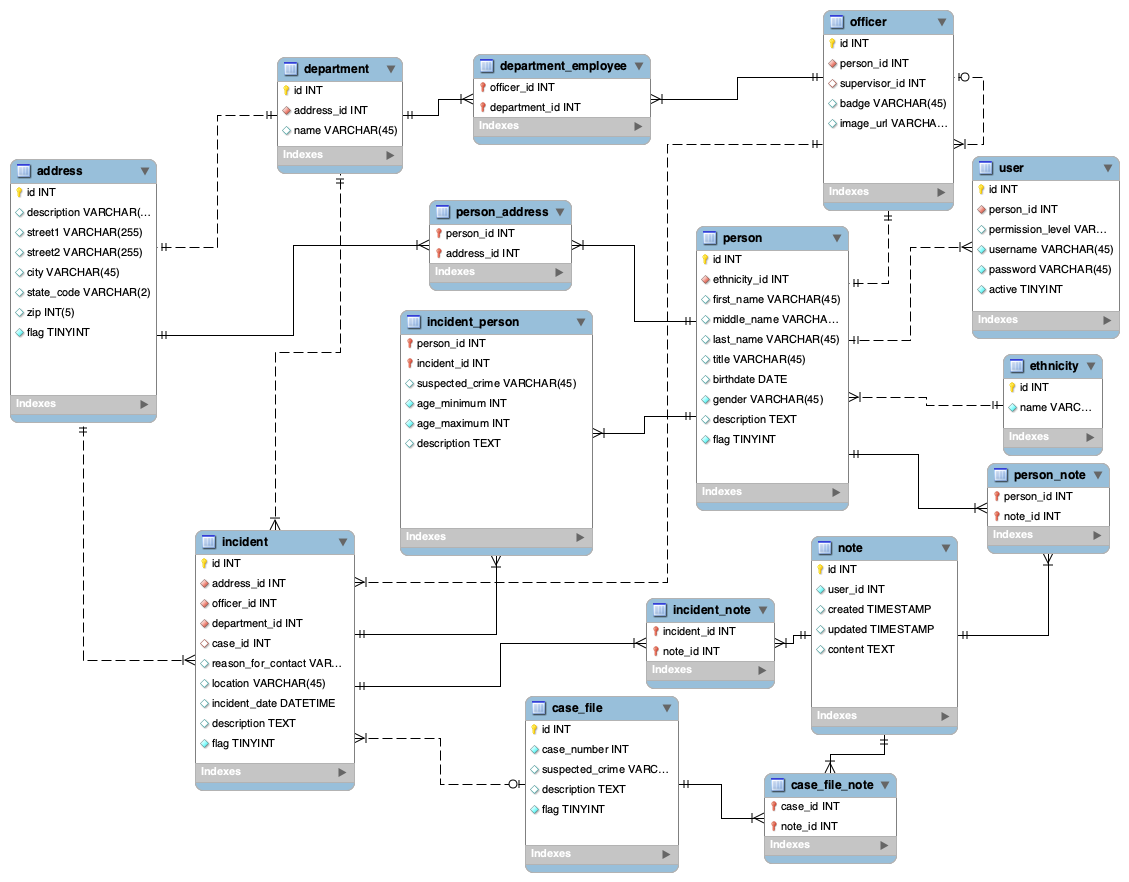 officer
id INT
person_id INT
supervisor_id INT
badge VARCHAR(45)
image_url VARCHA...
Indexes
department
id INT
address_id INT
name VARCHAR(45)
Indexes
department_employee
officer_id INT
department_id INT
Indexes
address
id INT
description VARCHAR(...
street1 VARCHAR(255)
street2 VARCHAR(255)
city VARCHAR(45)
state_code VARCHAR(2)
zip INT(5)
flag TINYINT
Indexes
user
id INT
person_id INT
permission_level VAR...
username VARCHAR(45)
password VARCHAR(45)
active TINYINT
Indexes
person_address
person_id INT
address_id INT
Indexes
person
id INT
ethnicity_id INT
first_name VARCHAR(45)
middle_name VARCHA...
last_name VARCHAR(45)
title VARCHAR(45)
birthdate DATE
gender VARCHAR(45)
description TEXT
flag TINYINT
Indexes
incident_person
person_id INT
incident_id INT
suspected_crime VARCHAR(45)
age_minimum INT
age_maximum INT
description TEXT
Indexes
ethnicity
id INT
name VARC...
Indexes
person_note
person_id INT
note_id INT
Indexes
incident
id INT
address_id INT
officer_id INT
department_id INT
case_id INT
reason_for_contact VAR...
location VARCHAR(45)
incident_date DATETIME
description TEXT
flag TINYINT
Indexes
note
id INT
user_id INT
created TIMESTAMP
updated TIMESTAMP
content TEXT
Indexes
incident_note
incident_id INT
note_id INT
Indexes
case_file
id INT
case_number INT
suspected_crime VARC...
description TEXT
flag TINYINT
Indexes
case_file_note
case_id INT
note_id INT
Indexes